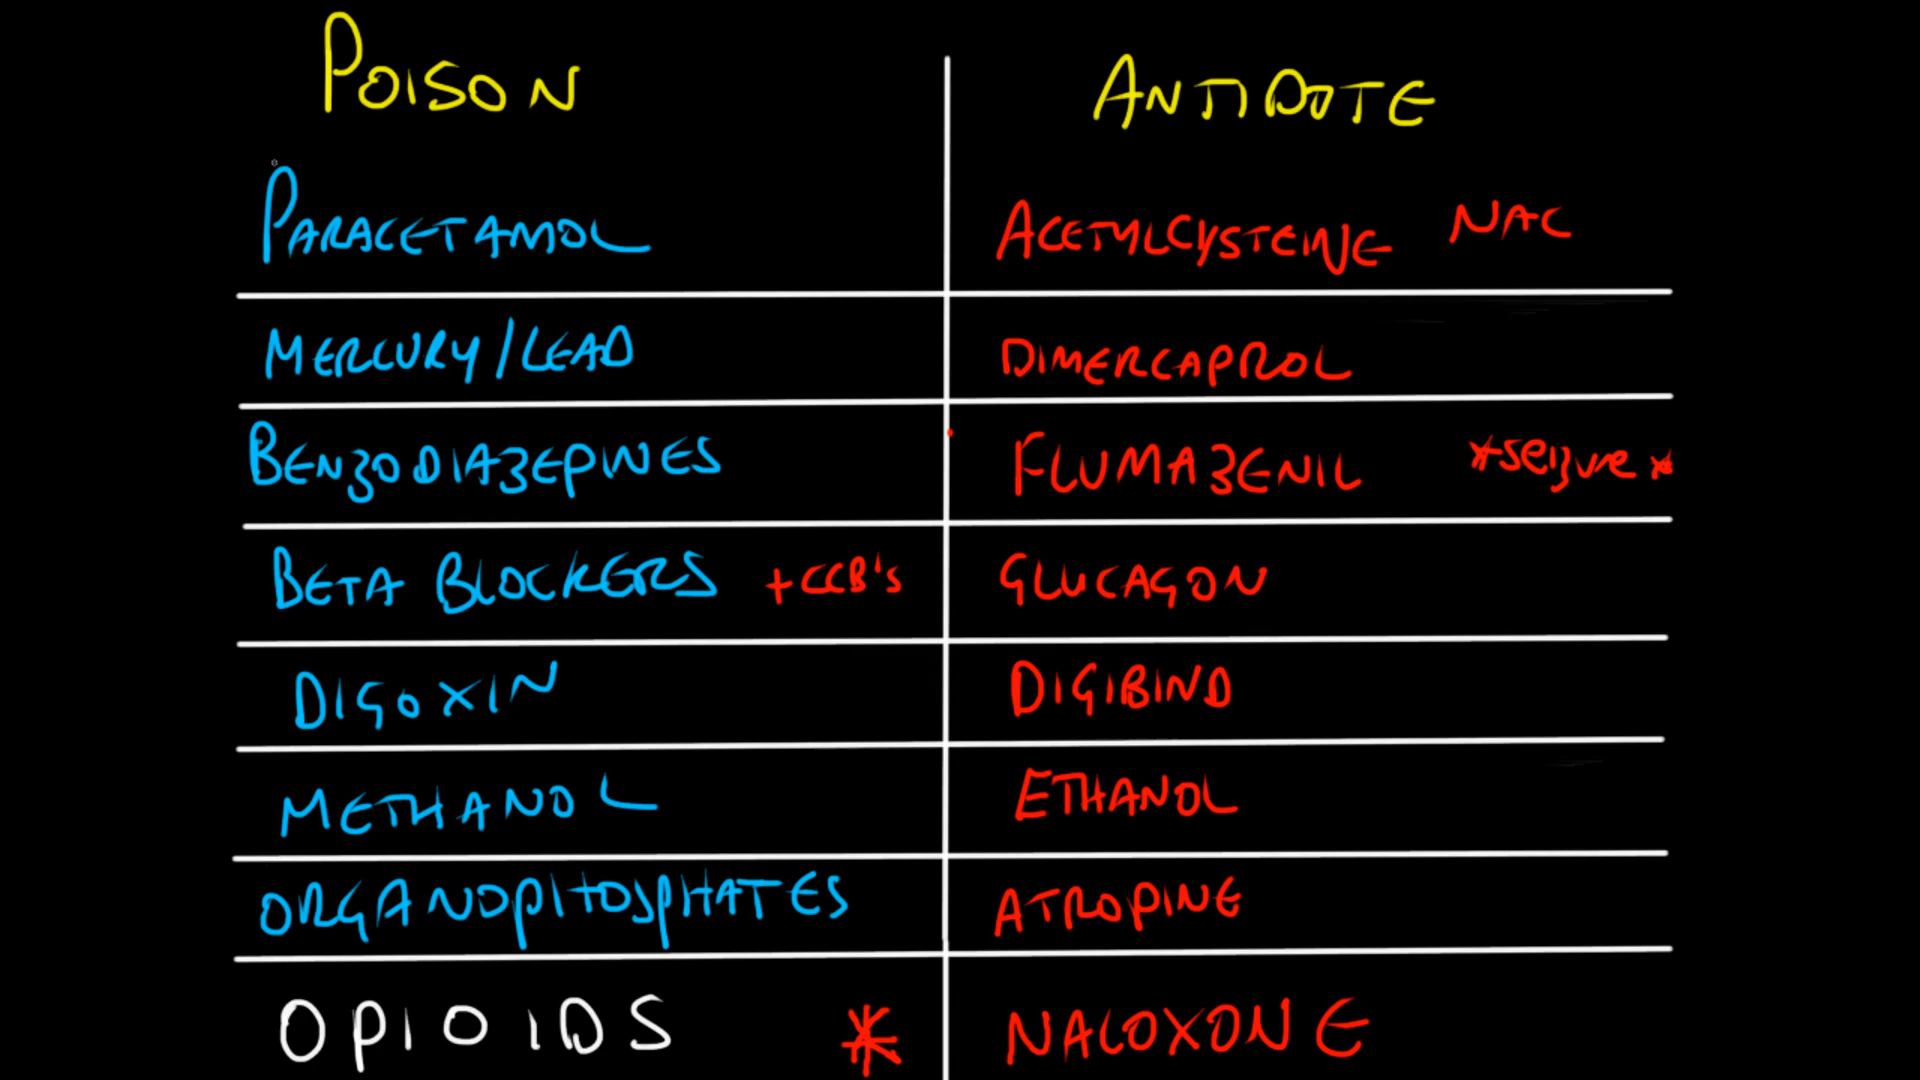 POISON ANTIDOTE
PARACETAMOL ACETYLCYSTEINE NAC
MERCURY/LEAD DIMERCAPROL
BENZODIAZEPINES FLUMAZENIL *seizure*
BETA BLOCKERS +CCB's GLUCAGON
DIGOXIN DIGIBIND
METHANOL ETHANOL
ORGANOPHOSPHATES ATROPINE
OPIOIDS * NALOXONE